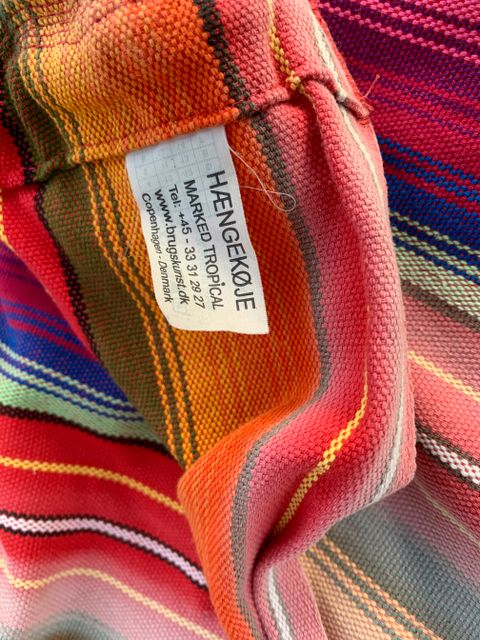 HÆNGEKØJE
MARKED TROPICAL
Tel: +45 - 33 31 29 27
www.brugskunst.dk
Copenhagen - Denmark